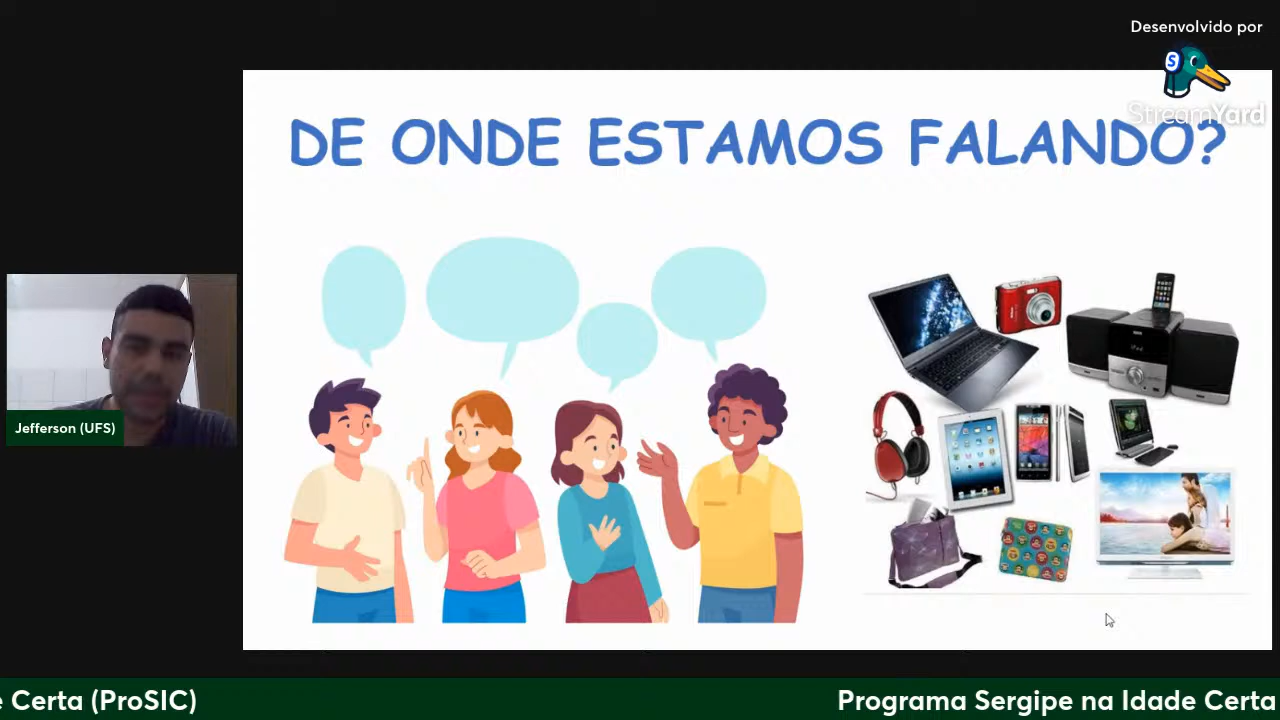 Desenvolvido por
StreamYard
DE ONDE ESTAMOS FALANDO?
Jefferson (UFS)
e Certa (ProSIC)
Programa Sergipe na Idade Certa